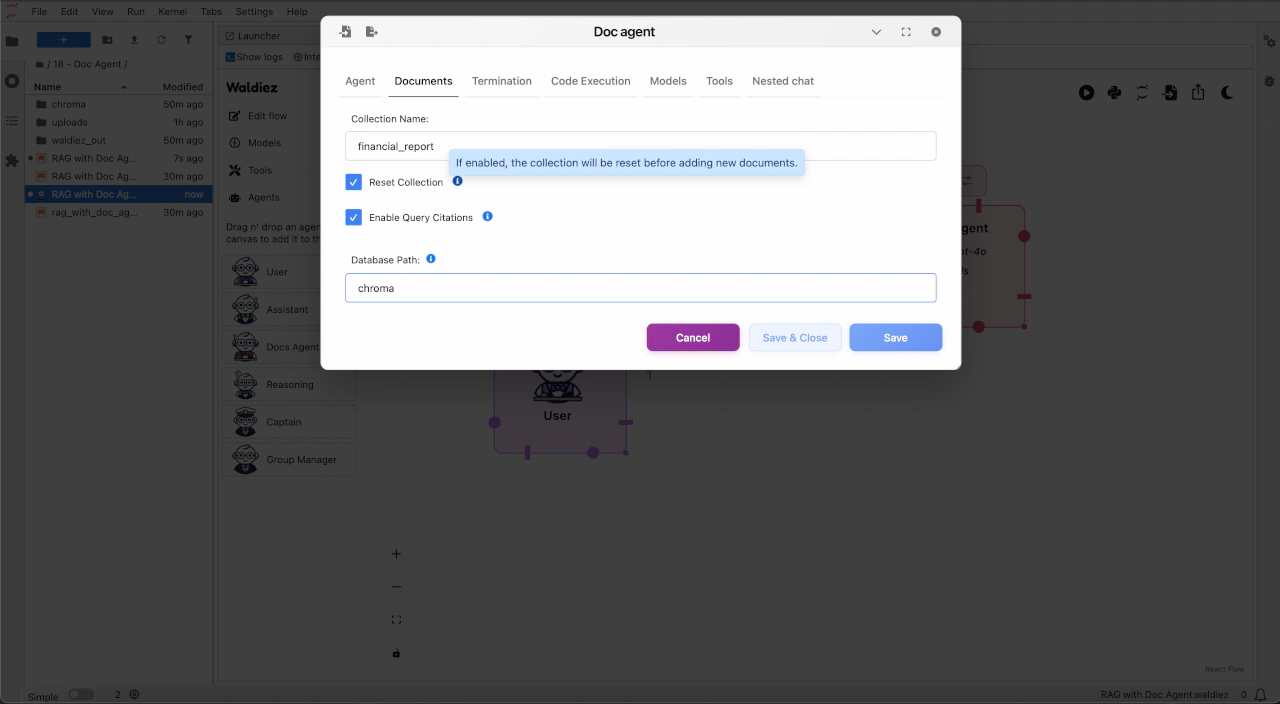 File Edit View Run Kernel Tabs Settings Help
Launcher
Show logs
/ 18 - Doc Agent /
Name Modified
chroma 50m ago
uploads 1h ago
waldiez_out 50m ago
RAG with Doc Ag... 7s ago
RAG with Doc Ag... 30m ago
RAG with Doc Ag... now
rag_with_doc_ag... 30m ago
Waldiez
Edit flow
Models
Tools
Agents
Drag n' drop an agen
canvas to add it to th
User
Assistant
Docs Agent
Reasoning
Captain
Group Manager
Doc agent
Agent Documents Termination Code Execution Models Tools Nested chat
Collection Name:
financial_report
If enabled, the collection will be reset before adding new documents.
Reset Collection
Enable Query Citations
Database Path:
chroma
Cancel Save & Close Save
User
React Flow
Simple 2 RAG with Doc Agent.waldiez 0